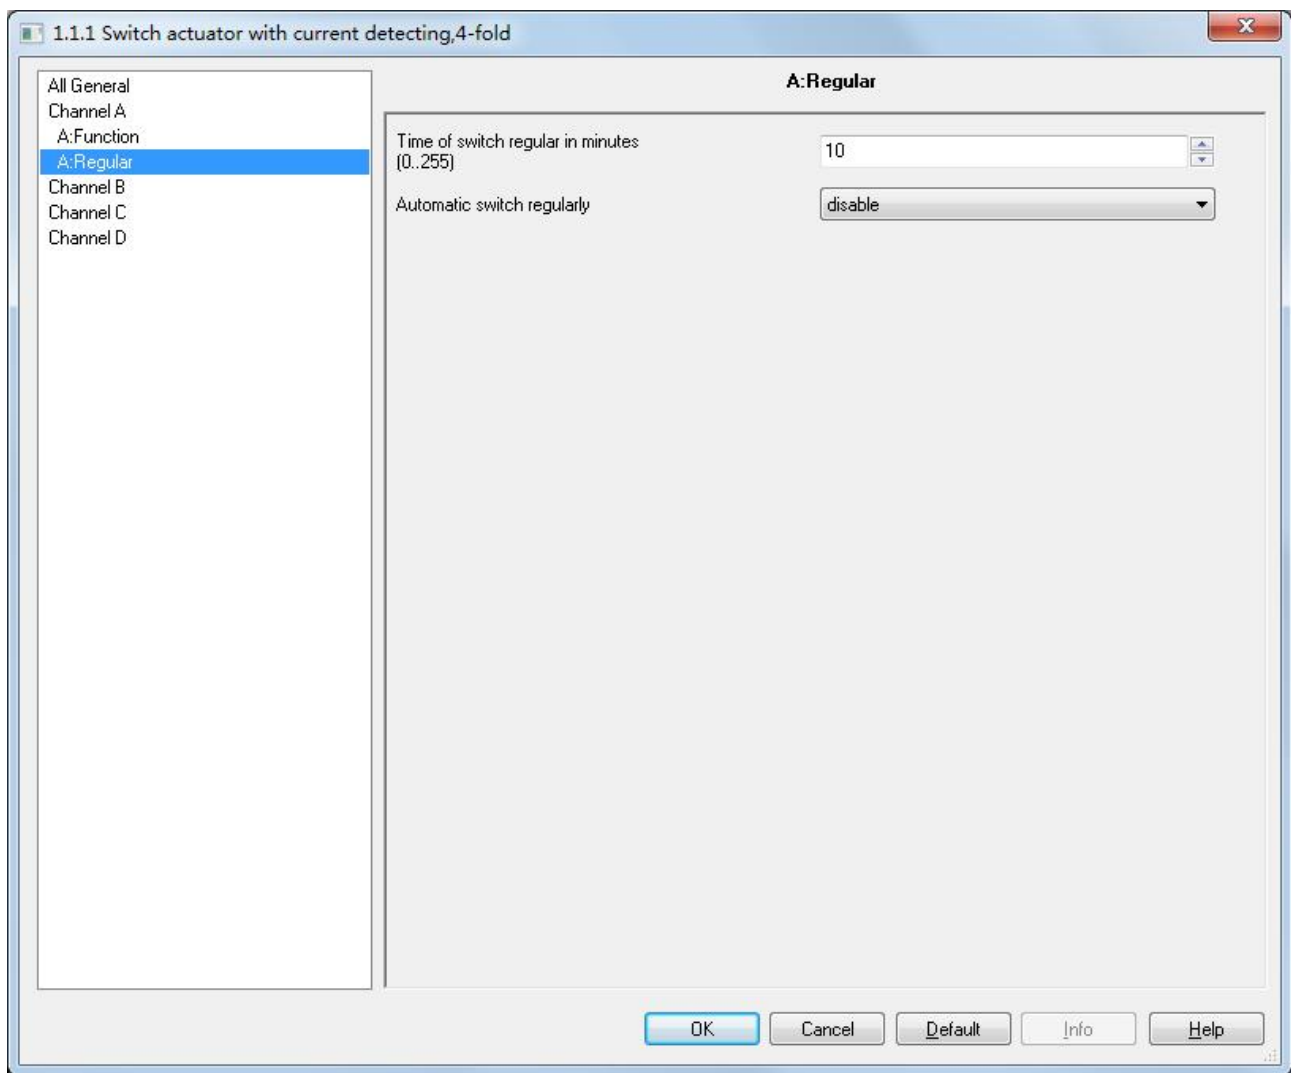 1.1.1 Switch actuator with current detecting,4-fold
All General
Channel A
A:Function
A:Regular
Channel B
Channel C
Channel D
A:Regular
Time of switch regular in minutes
(0..255)
10
Automatic switch regularly
disable
OK
Cancel
Default
Info
Help